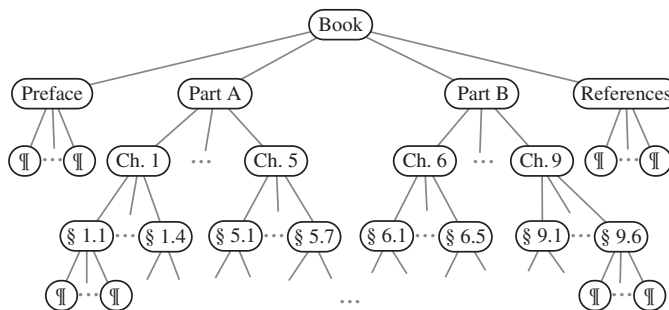 Book
Preface Part A Part B References
¶ ... ¶ Ch. 1 ... Ch. 5 Ch. 6 ... Ch. 9 ¶ ... ¶
§ 1.1 ... § 1.4 § 5.1 ... § 5.7 § 6.1 ... § 6.5 § 9.1 ... § 9.6
¶ ... ¶ ... ¶ ... ¶